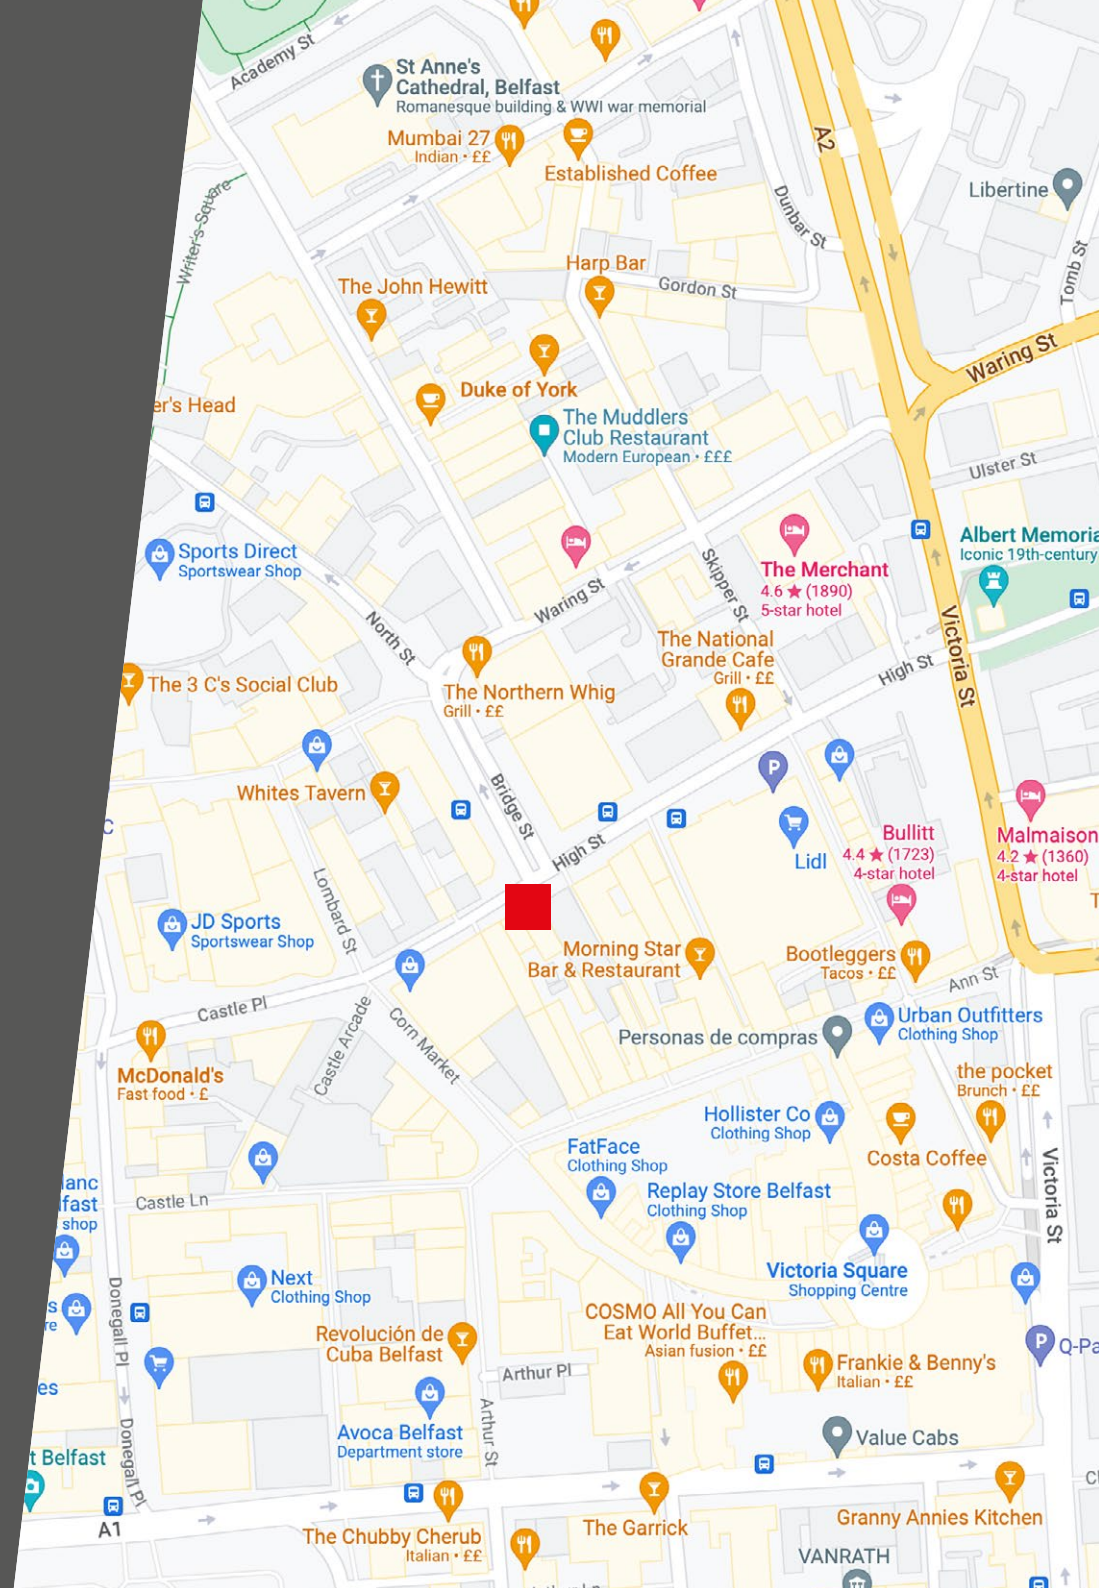 Academy St
St Anne's
Cathedral, Belfast
Romanesque building & WWI war memorial
Mumbai 27
Indian • ££
Established Coffee
A2
Libertine
Dunbar St
Writer's Square
Tomb St
Harp Bar
Gordon St
The John Hewitt
Waring St
Duke of York
er's Head
The Muddlers
Club Restaurant
Modern European • £££
Ulster St
Albert Memoria
Iconic 19th-century
Sports Direct
Sportswear Shop
The Merchant
4.6 ★ (1890)
5-star hotel
Skipper St
Waring St
North St
Victoria St
The National
Grande Cafe
Grill • ££
High St
The 3 C's Social Club
The Northern Whig
Grill • ££
Whites Tavern
Bridge St
P
C
High St
Lidl
Bullitt
4.4 ★ (1723)
4-star hotel
Malmaison
4.2 ★ (1360)
4-star hotel
T
Lombard St
JD Sports
Sportswear Shop
Morning Star
Bar & Restaurant
Bootleggers
Tacos • ££
Ann St
Castle Pl
Castle Arcade
Corn Market
Urban Outfitters
Clothing Shop
Personas de compras
McDonald's
Fast food • £
the pocket
Brunch • ££
Hollister Co
Clothing Shop
FatFace
Clothing Shop
Costa Coffee
Victoria St
lanc
lfast
shop
Castle Ln
Replay Store Belfast
Clothing Shop
Victoria Square
Shopping Centre
Next
Clothing Shop
s
re
Donegall Pl
COSMO All You Can
Eat World Buffet...
Asian fusion • ££
Revolución de
Cuba Belfast
P
Q-Pa
Arthur Pl
Frankie & Benny's
Italian • ££
es
Avoca Belfast
Department store
Arthur St
Value Cabs
t Belfast
Donegall Pl
A1
The Chubby Cherub
Italian • ££
The Garrick
Granny Annies Kitchen
VANRATH